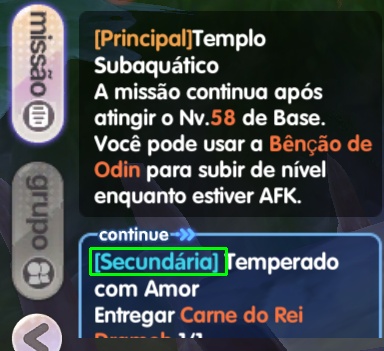 missão
grupo
[Principal]Templo
Subaquático
A missão continua após
atingir o Nv.58 de Base.
Você pode usar a Bênção de
Odin para subir de nível
enquanto estiver AFK.
continue
[Secundária] Temperado
com Amor
Entregar Carne do Rei